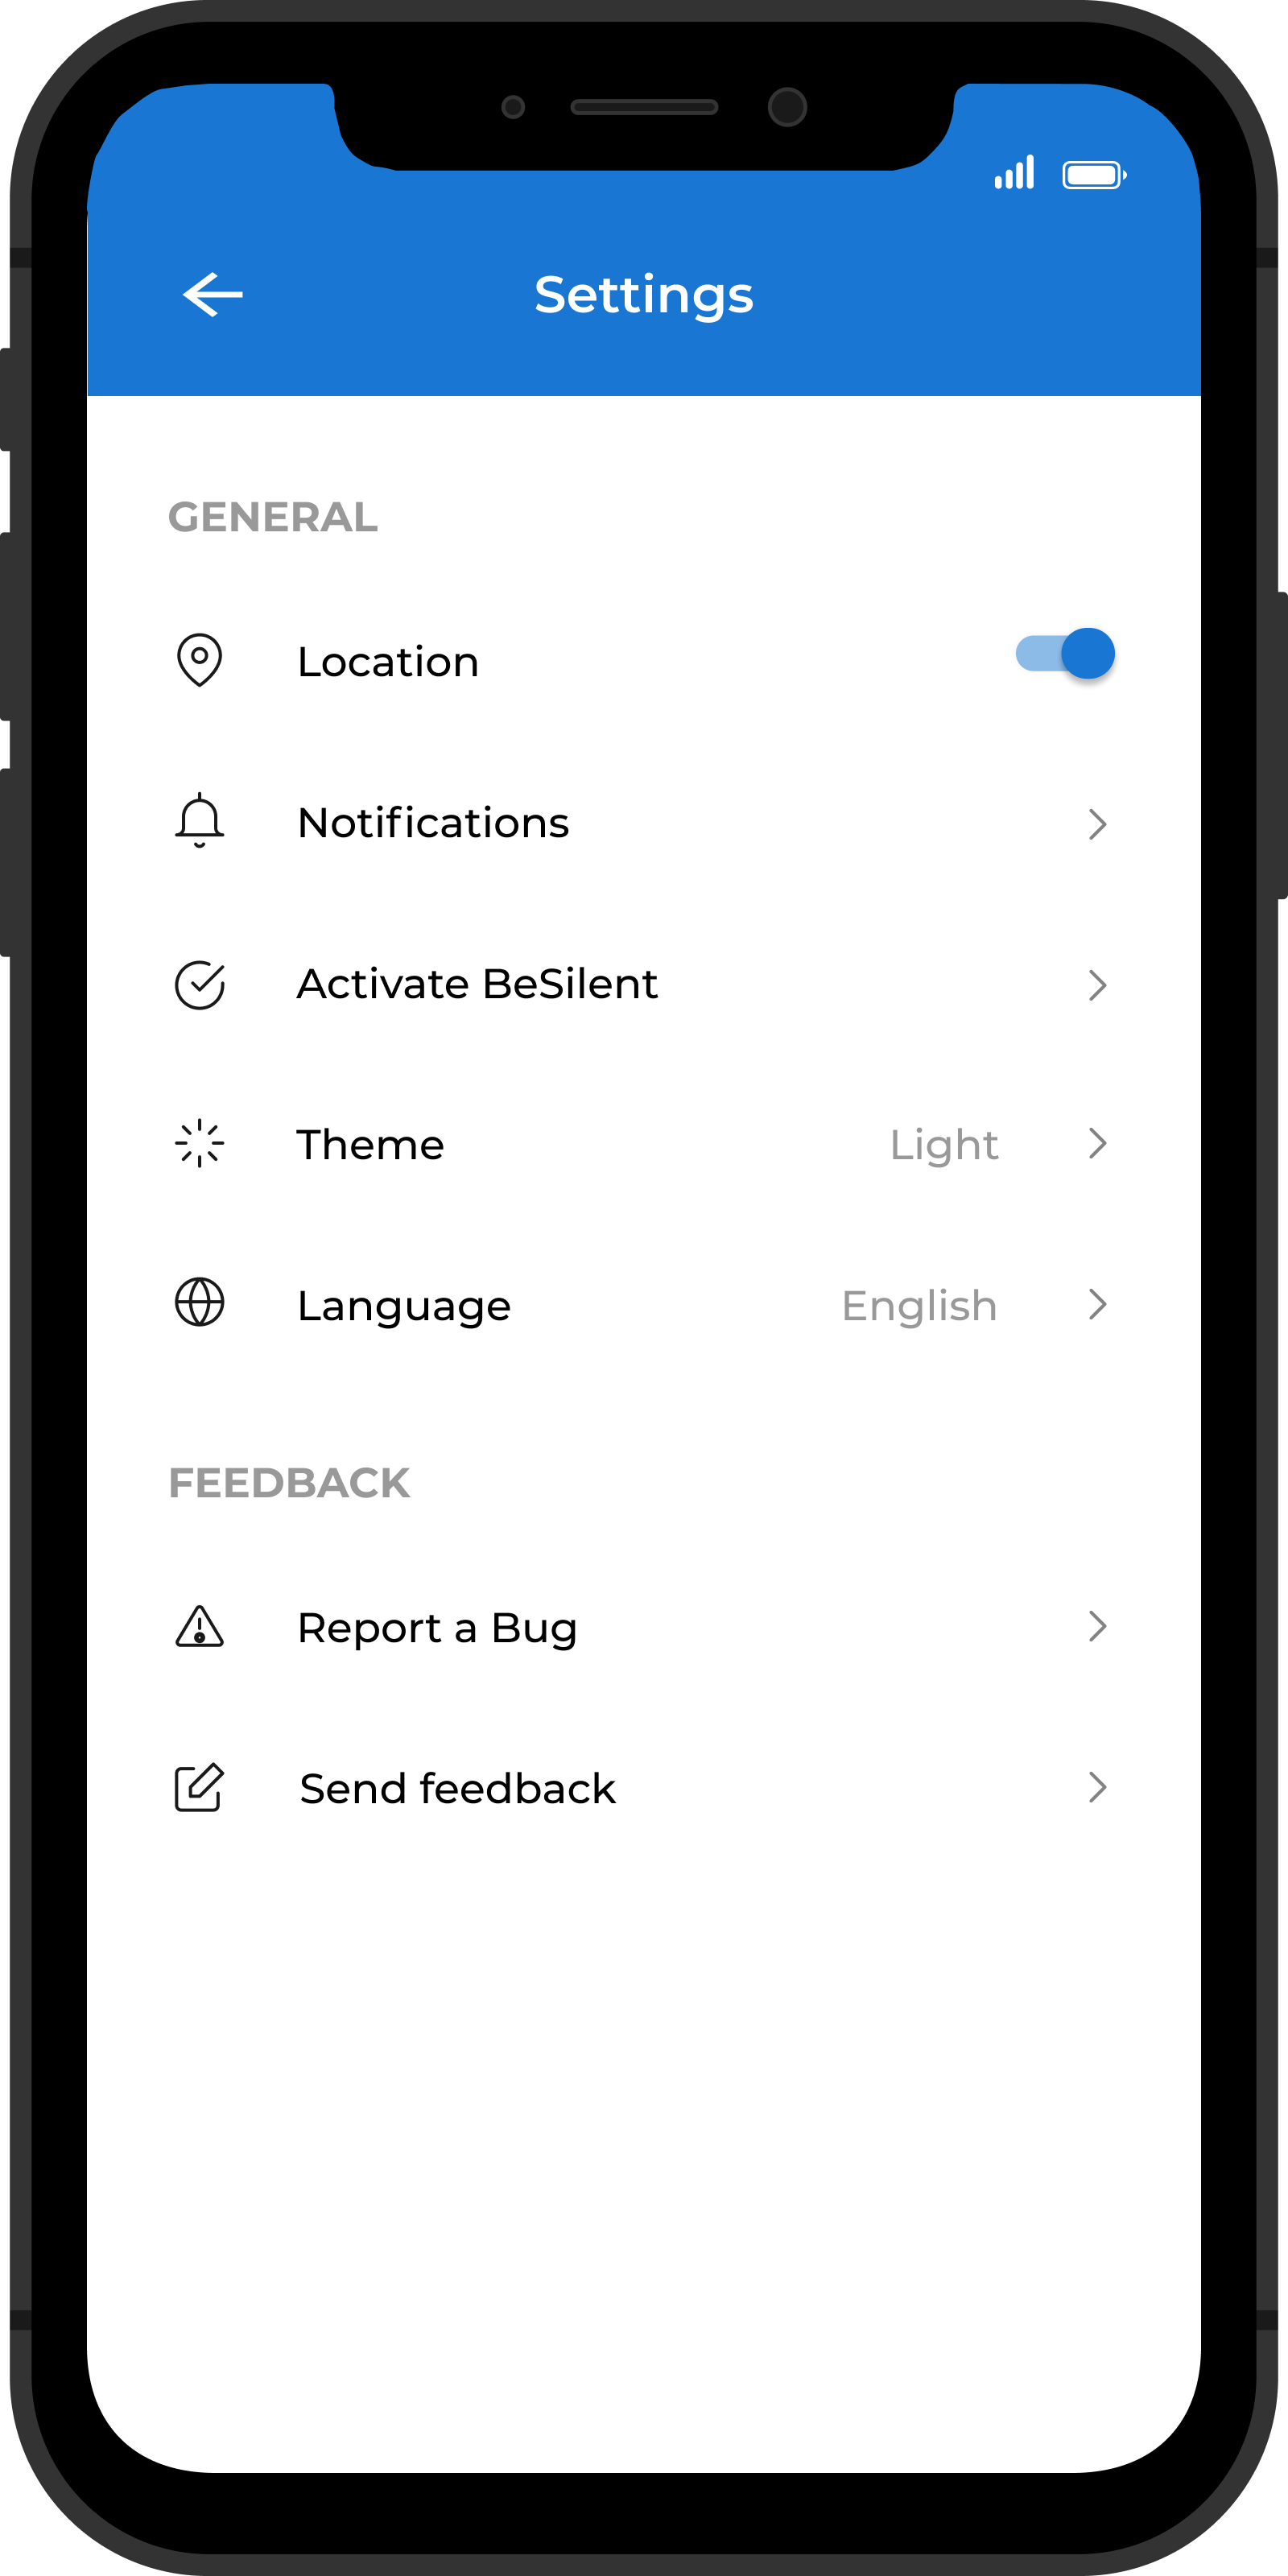 Settings
GENERAL
Location
Notifications
Activate BeSilent
Theme Light
Language English
FEEDBACK
Report a Bug
Send feedback